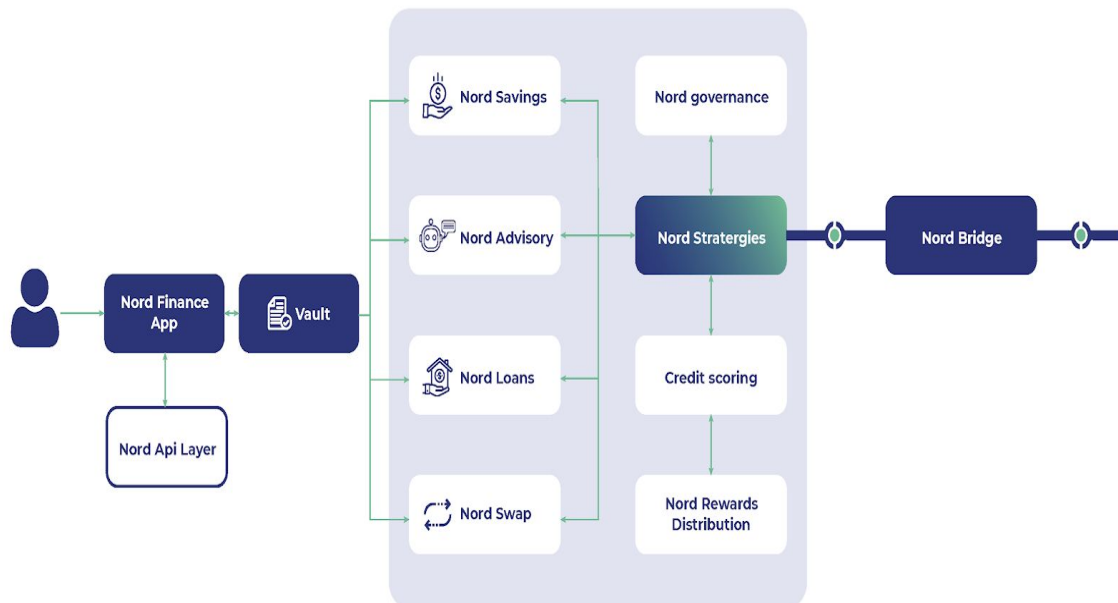 Nord Finance
App
Nord Api Layer
Vault
Nord Savings
Nord Advisory
Nord Loans
Nord Swap
Nord governance
Nord Stratergies
Credit scoring
Nord Rewards
Distribution
Nord Bridge